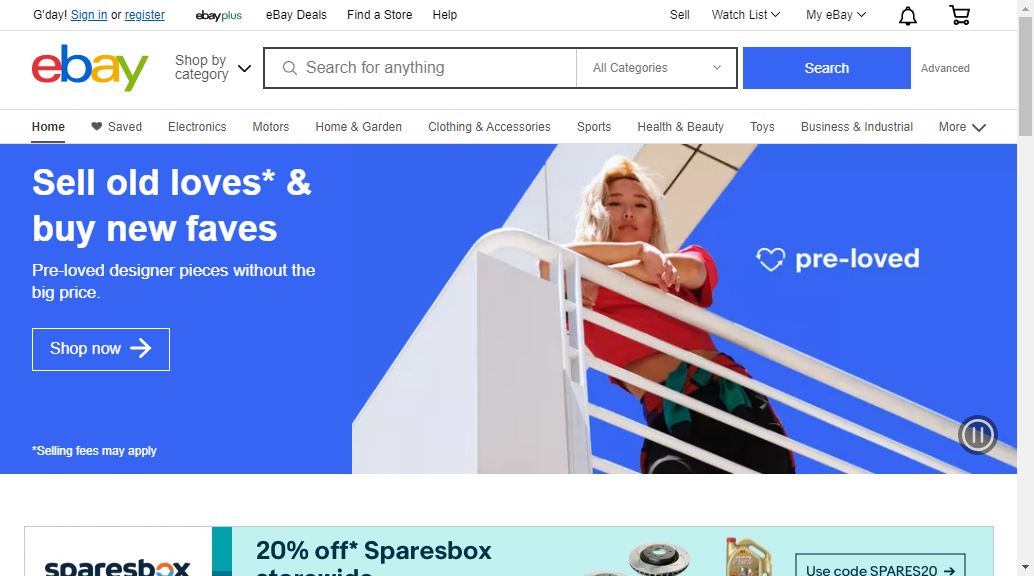 G'day! Sign in or register ebayplus eBay Deals Find a Store Help Sell Watch List My eBay
ebay Shop by category Search for anything All Categories Search Advanced
Home Saved Electronics Motors Home & Garden Clothing & Accessories Sports Health & Beauty Toys Business & Industrial More
Sell old loves* &
buy new faves
Pre-loved designer pieces without the
big price.
Shop now
pre-loved
*Selling fees may apply
sparesbox
20% off* Sparesbox
storewide
Use code SPARES20